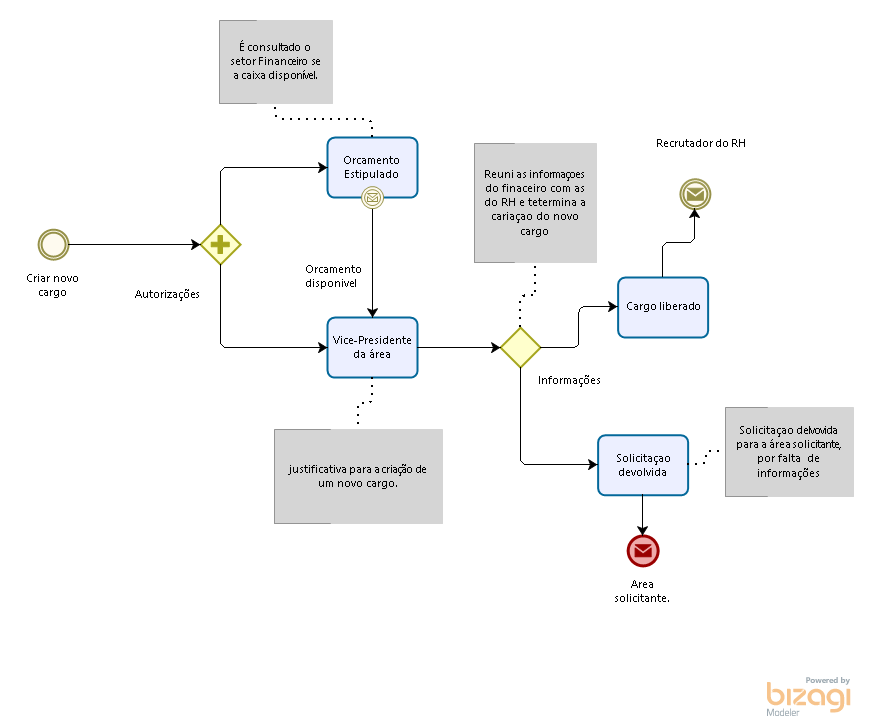 É consultado o
setor Financeiro se
a caixa disponível.
Recrutador do RH
Orcamento
Estipulado
Reuni as informaçoes
do finaceiro com as
do RH e tetermina a
cariaçao do novo
cargo
Criar novo
cargo
Autorizações
Orcamento
disponivel
Cargo liberado
Vice-Presidente
da área
Informações
Solicitaçao delvovida
para a área solicitante,
por falta de
informações
justificativa para a criação de
um novo cargo.
Solicitaçao
devolvida
Area
solicitante.
Powered by
bizagi
Modeler